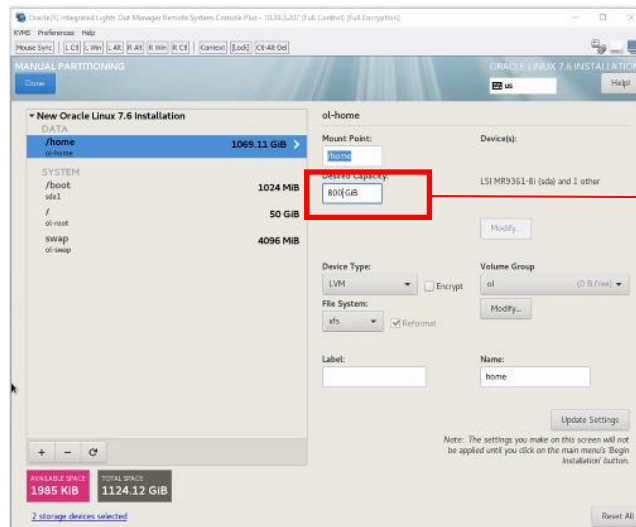 Oracle(R) Integrated Lights Out Manager Remote System Console Plus - 10.38.3.207 (Full Control) (Full Encryption)
KVMS Preferences Help
Mouse Sync L Ctl L Win L Alt R Alt R Win R Ctl Context [Lock] Ctl-Alt-Del
MANUAL PARTITIONING
ORACLE LINUX 7.6 INSTALLATION
Done
us
Help!
New Oracle Linux 7.6 Installation
DATA
/home 1069.11 GiB
ol-home
SYSTEM
/boot 1024 MiB
sda1
/ 50 GiB
ol-root
swap 4096 MiB
ol-swap
AVAILABLE SPACE
1985 KiB
TOTAL SPACE
1124.12 GiB
2 storage devices selected
ol-home
Mount Point:
/home
Desired Capacity:
800 GiB
Device(s):
LSI MR9361-8i (sda) and 1 other
Modify...
Device Type:
LVM
Encrypt
Volume Group
ol (0 B free)
File System:
xfs
Reformat
Modify...
Label:
Name:
home
Update Settings
Note: The settings you make on this screen will not
be applied until you click on the main menu's 'Begin
Installation' button.
Reset All